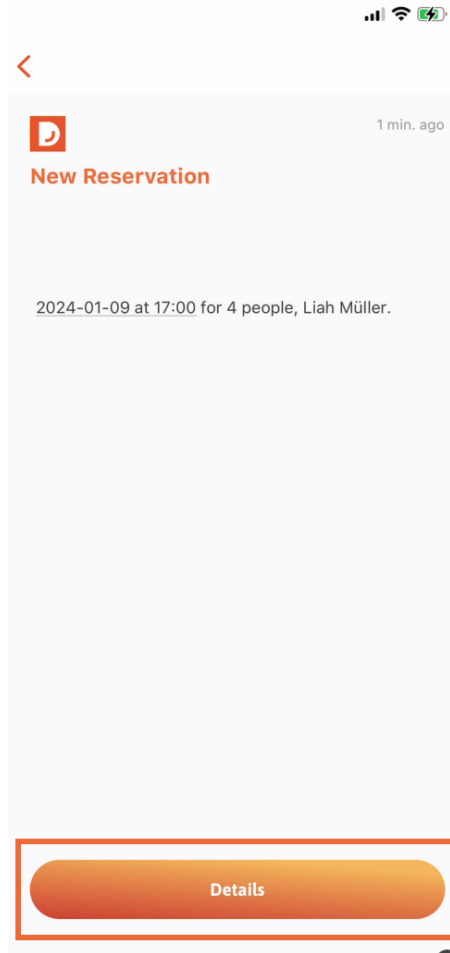 1 min. ago
New Reservation
2024-01-09 at 17:00 for 4 people, Liah Müller.
Details